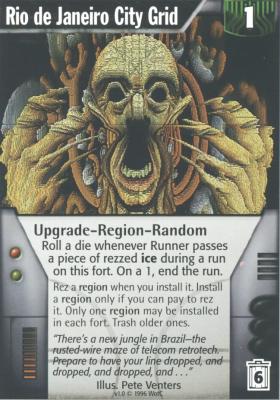 Rio de Janeiro City Grid
1
Upgrade-Region-Random
Roll a die whenever Runner passes
a piece of rezzed ice during a run
on this fort. On a 1, end the run.
Rez a region when you install it. Install
a region only if you can pay to rez
it. Only one region may be installed
in each fort. Trash older ones.
"There's a new jungle in Brazil–the
rusted-wire maze of telecom retrotech.
Prepare to have your line dropped, and
dropped, and dropped, and . . ."
Illus. Pete Venters
v1.0 © 1996 WotC
6